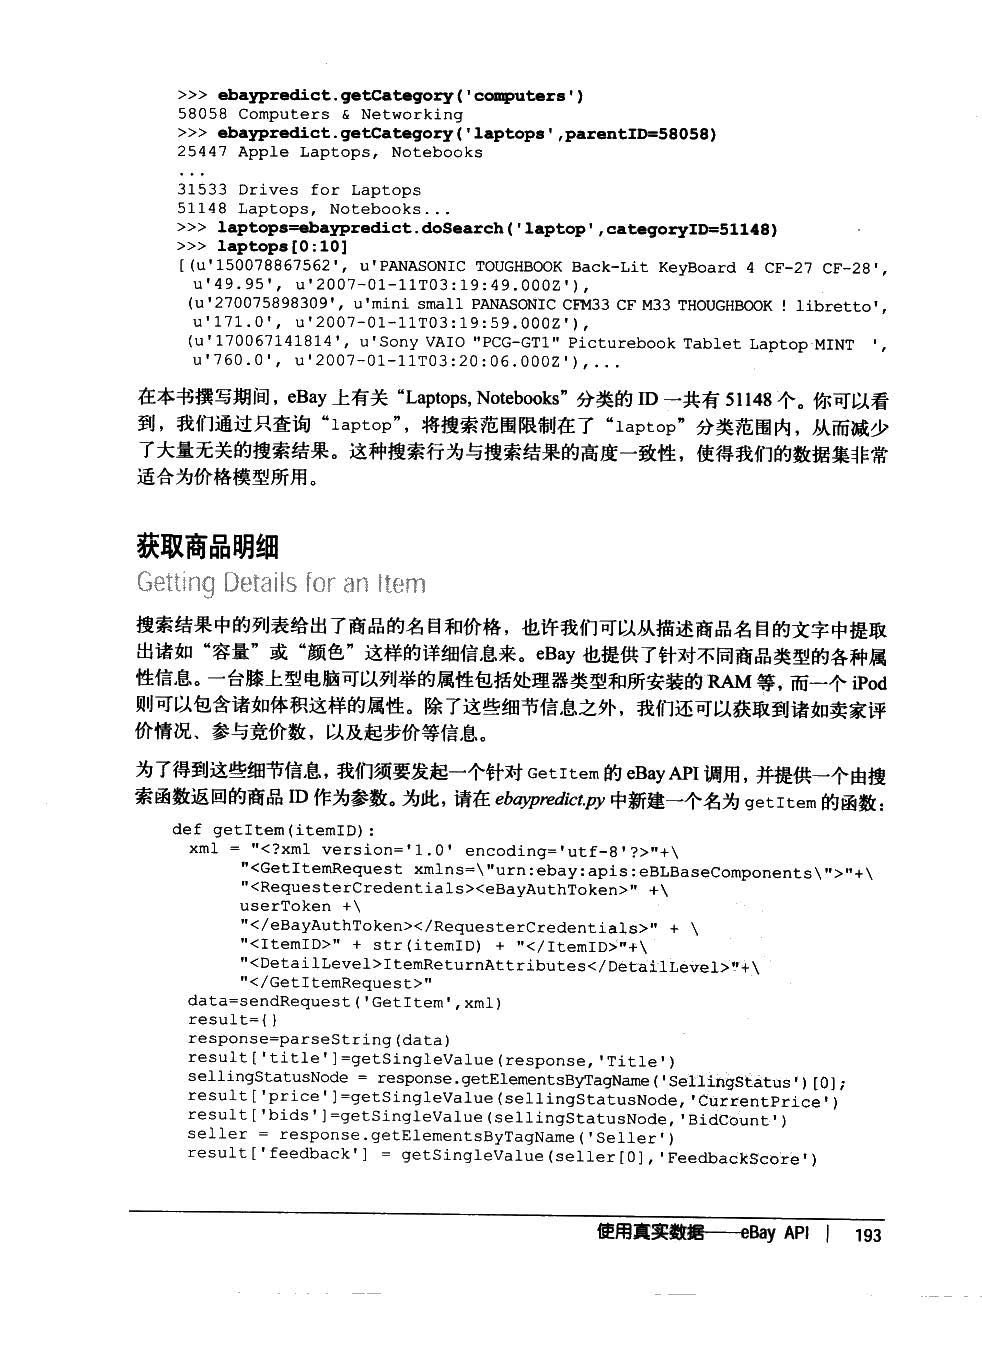 >>> ebaypredict.getCategory('computers')
58058 Computers & Networking
>>> ebaypredict.getCategory('laptops',parentID=58058)
25447 Apple Laptops, Notebooks
...
31533 Drives for Laptops
51148 Laptops, Notebooks...
>>> laptops=ebaypredict.doSearch('laptop',categoryID=51148)
>>> laptops[0:10]
[(u'150078867562', u'PANASONIC TOUGHBOOK Back-Lit KeyBoard 4 CF-27 CF-28',
u'49.95', u'2007-01-11T03:19:49.000Z'),
(u'270075898309', u'mini small PANASONIC CFM33 CF M33 THOUGHBOOK ! libretto',
u'171.0', u'2007-01-11T03:19:59.000Z'),
(u'170067141814', u'Sony VAIO "PCG-GT1" Picturebook Tablet Laptop MINT ',
u'760.0', u'2007-01-11T03:20:06.000Z'),...
在本书撰写期间，eBay 上有关“Laptops, Notebooks”分类的 ID 一共有 51148 个。你可以看
到，我们通过只查询“laptop”，将搜索范围限制在了“laptop”分类范围内，从而减少
了大量无关的搜索结果。这种搜索行为与搜索结果的高度一致性，使得我们的数据集非常
适合为价格模型所用。
获取商品明细
Getting Details for an Item
搜索结果中的列表给出了商品的名目和价格，也许我们可以从描述商品名目的文字中提取
出诸如“容量”或“颜色”这样的详细信息来。eBay 也提供了针对不同商品类型的各种属
性信息。一台膝上型电脑可以列举的属性包括处理器类型和所安装的 RAM 等，而一个 iPod
则可以包含诸如体积这样的属性。除了这些细节信息之外，我们还可以获取到诸如卖家评
价情况、参与竞价数，以及起步价等信息。
为了得到这些细节信息，我们须要发起一个针对 GetItem 的 eBay API 调用，并提供一个由搜
索函数返回的商品 ID 作为参数。为此，请在 ebaypredict.py 中新建一个名为 getItem 的函数：
def getItem(itemID):
xml = "<?xml version='1.0' encoding='utf-8'?>"+\
"<GetItemRequest xmlns=\"urn:ebay:apis:eBLBaseComponents\">"+\
"<RequesterCredentials><eBayAuthToken>" +\
userToken +\
"</eBayAuthToken></RequesterCredentials>" + \
"<ItemID>" + str(itemID) + "</ItemID>"+\
"<DetailLevel>ItemReturnAttributes</DetailLevel>"+\
"</GetItemRequest>"
data=sendRequest('GetItem',xml)
result={}
response=parseString(data)
result['title']=getSingleValue(response,'Title')
sellingStatusNode = response.getElementsByTagName('SellingStatus')[0];
result['price']=getSingleValue(sellingStatusNode,'CurrentPrice')
result['bids']=getSingleValue(sellingStatusNode,'BidCount')
seller = response.getElementsByTagName('Seller')
result['feedback'] = getSingleValue(seller[0],'FeedbackScore')
使用真实数据——eBay API | 193